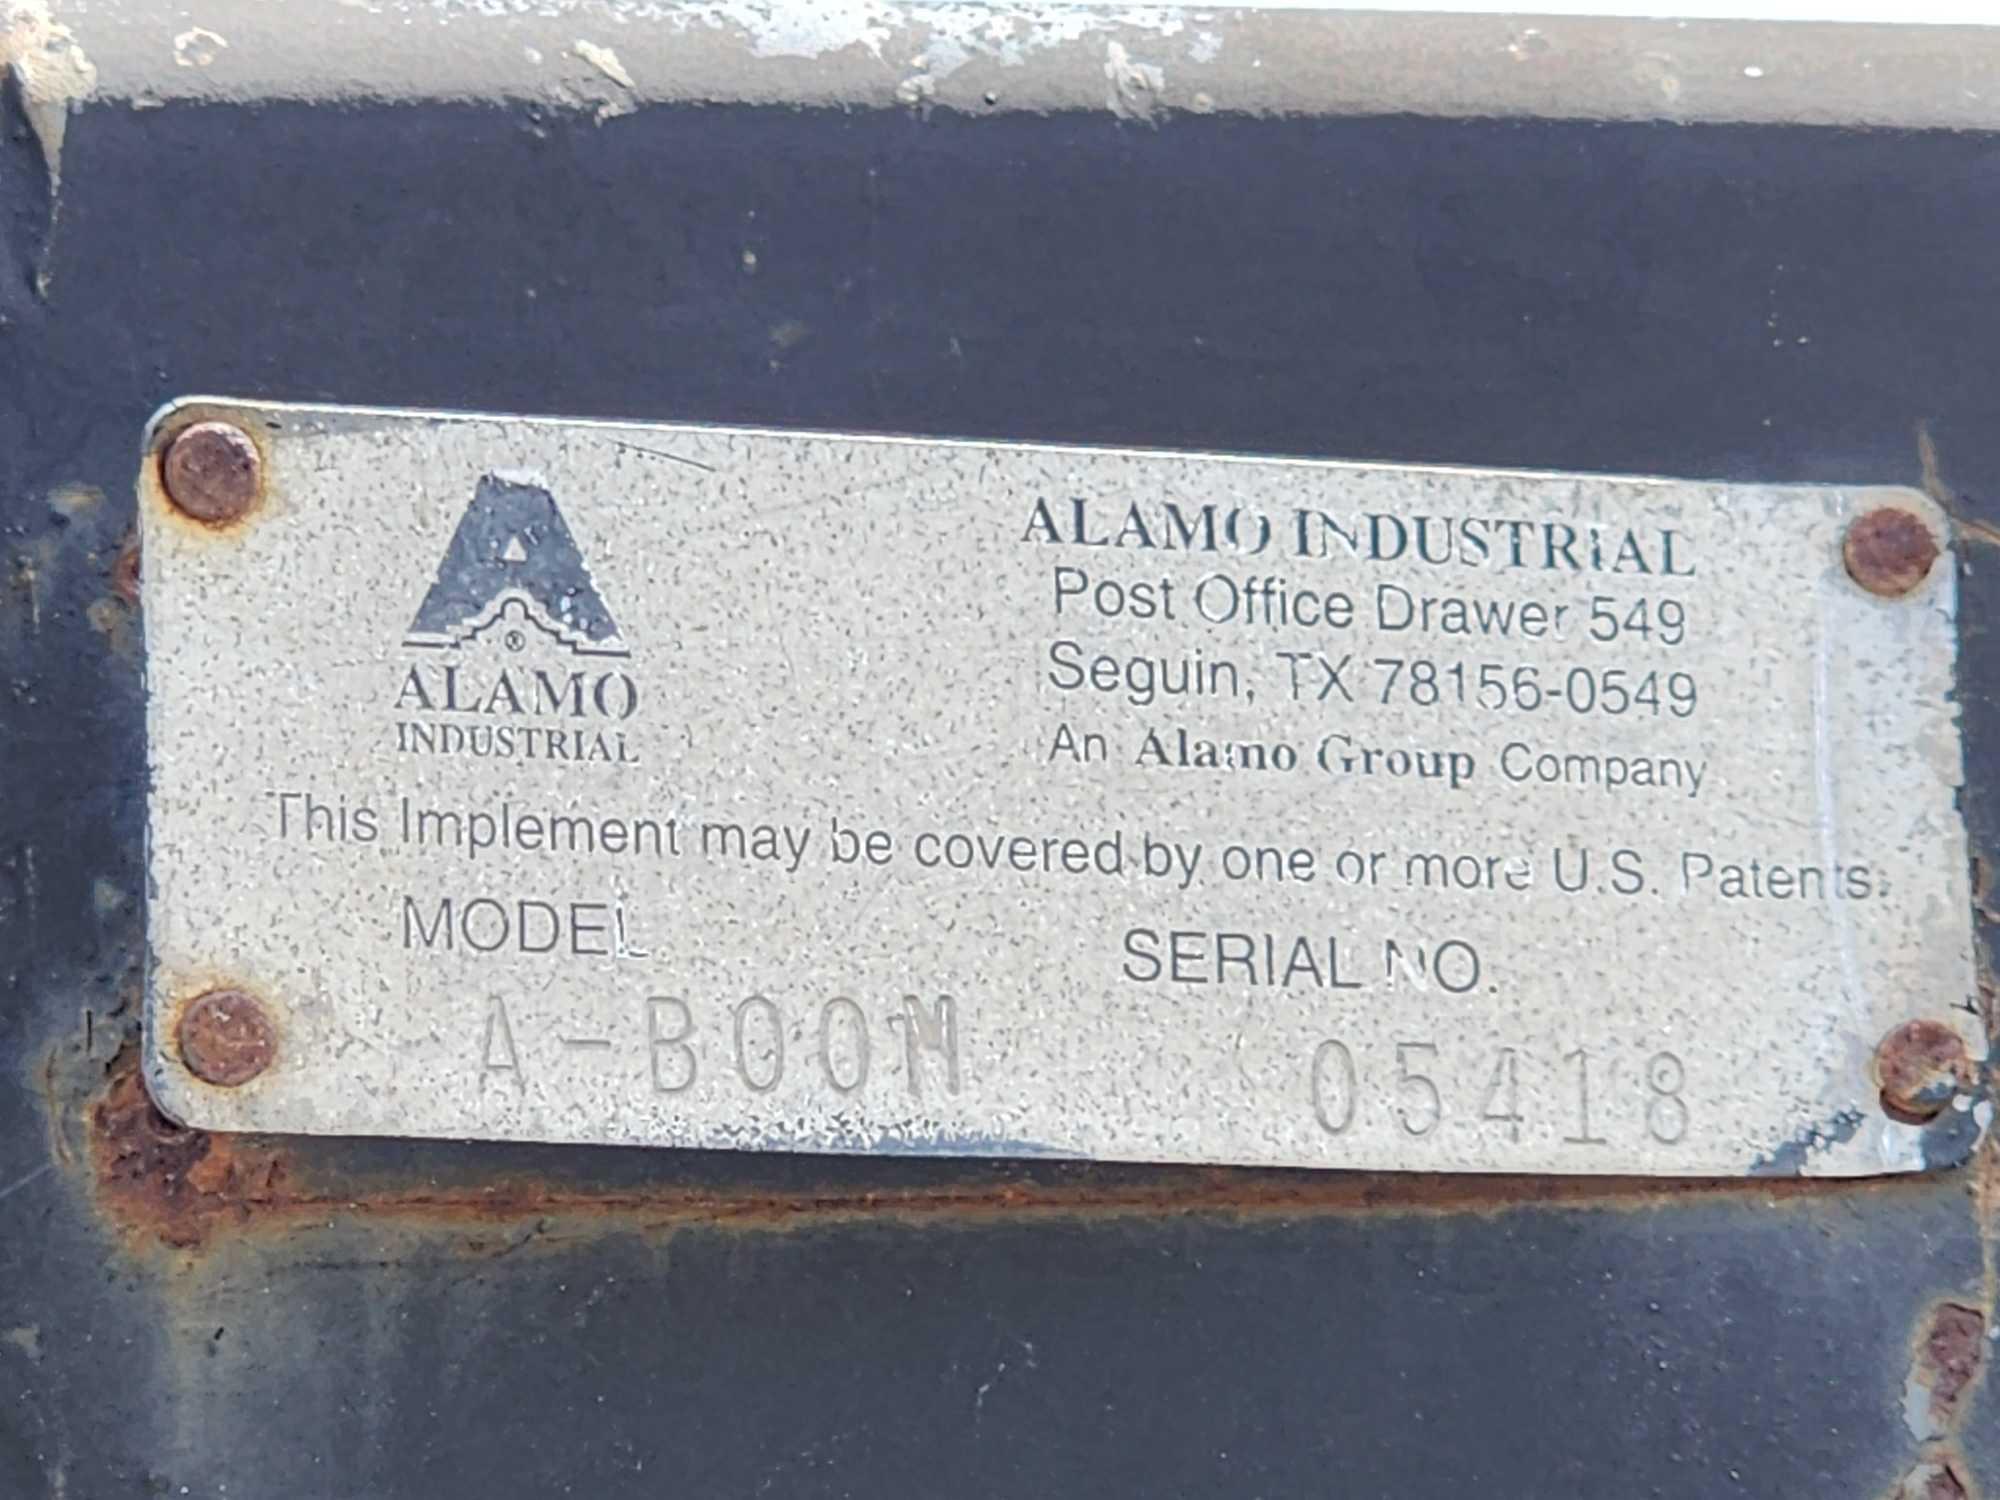 ALAMO
INDUSTRIAL
®
ALAMO INDUSTRIAL
Post Office Drawer 549
Seguin, TX 78156-0549
An Alamo Group Company
This Implement may be covered by one or more U.S. Patents.
MODEL SERIAL NO.
A-BOOM 05418